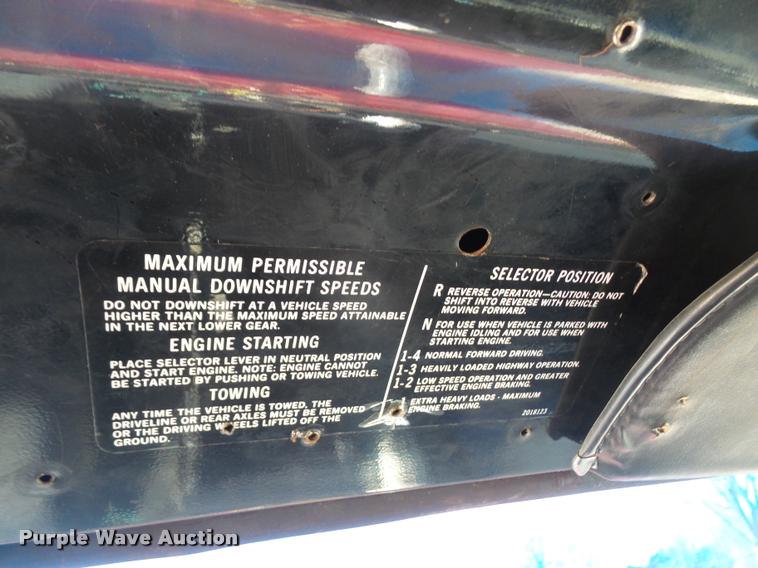 MAXIMUM PERMISSIBLE
MANUAL DOWNSHIFT SPEEDS
DO NOT DOWNSHIFT AT A VEHICLE SPEED
HIGHER THAN THE MAXIMUM SPEED ATTAINABLE
IN THE NEXT LOWER GEAR.
ENGINE STARTING
PLACE SELECTOR LEVER IN NEUTRAL POSITION
AND START ENGINE. NOTE: ENGINE CANNOT
BE STARTED BY PUSHING OR TOWING VEHICLE.
TOWING
ANY TIME THE VEHICLE IS TOWED, THE
DRIVELINE OR REAR AXLES MUST BE REMOVED
OR THE DRIVING WHEELS LIFTED OFF THE
GROUND.
SELECTOR POSITION
R REVERSE OPERATION—CAUTION: DO NOT
SHIFT INTO REVERSE WITH VEHICLE
MOVING FORWARD.
N FOR USE WHEN VEHICLE IS PARKED WITH
ENGINE IDLING AND FOR USE WHEN
STARTING ENGINE.
1-4 NORMAL FORWARD DRIVING.
1-3 HEAVILY LOADED HIGHWAY OPERATION.
1-2 LOW SPEED OPERATION AND GREATER
EFFECTIVE ENGINE BRAKING.
1 EXTRA HEAVY LOADS - MAXIMUM
ENGINE BRAKING.
2018123
Purple Wave Auction